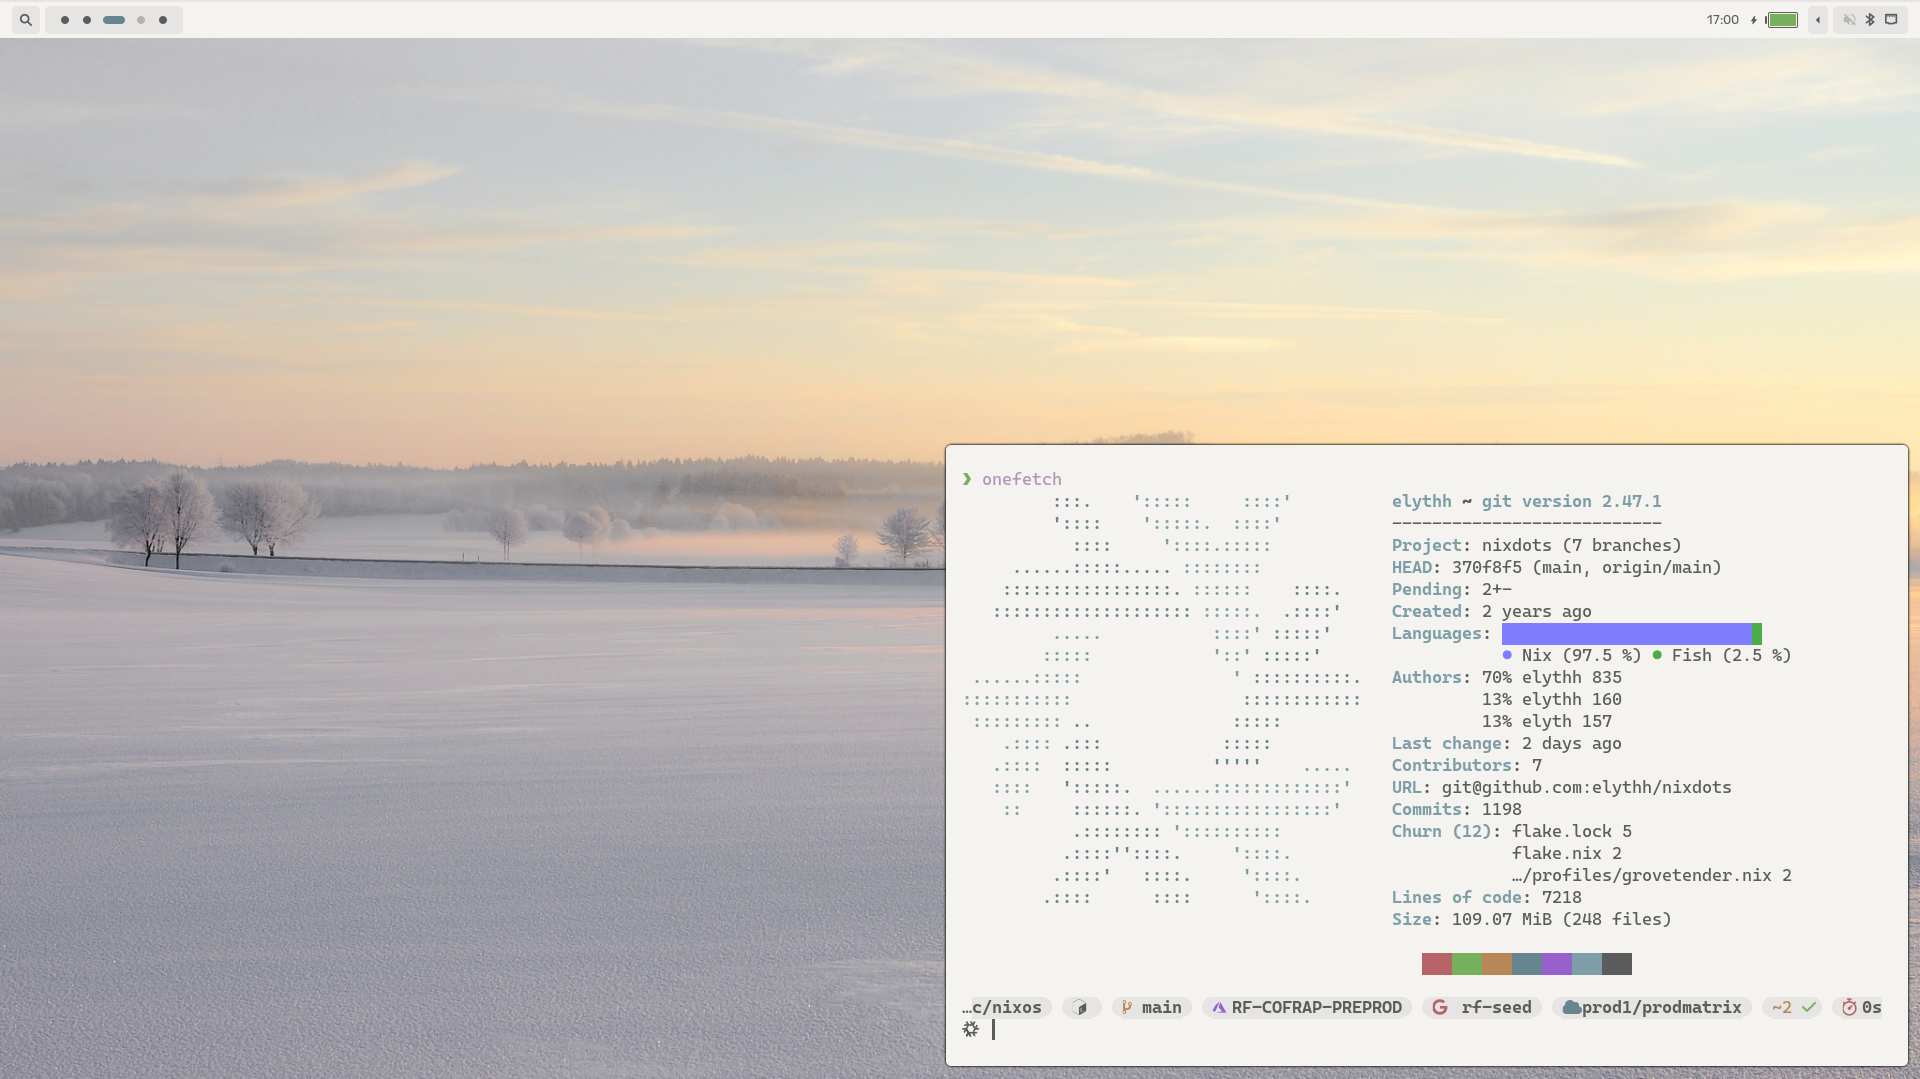 17:00
❯ onefetch
elythh ~ git version 2.47.1
---------------------------
Project: nixdots (7 branches)
HEAD: 370f8f5 (main, origin/main)
Pending: 2+-
Created: 2 years ago
Languages:
● Nix (97.5 %) ● Fish (2.5 %)
Authors: 70% elythh 835
13% elythh 160
13% elyth 157
Last change: 2 days ago
Contributors: 7
URL: git@github.com:elythh/nixdots
Commits: 1198
Churn (12): flake.lock 5
flake.nix 2
…/profiles/grovetender.nix 2
Lines of code: 7218
Size: 109.07 MiB (248 files)
…c/nixos main RF-COFRAP-PREPROD G rf-seed prod1/prodmatrix ~2 ✓ 0s